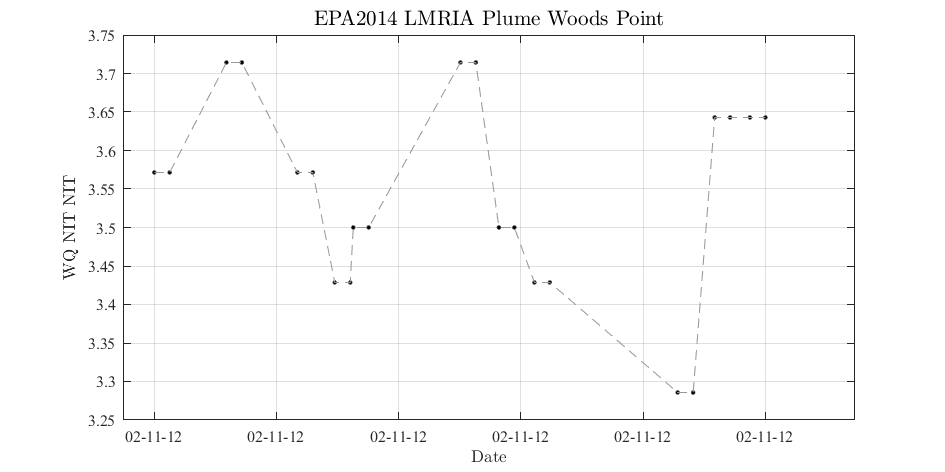 EPA2014 LMRIA Plume Woods Point
3.75
3.7
3.65
3.6
3.55
3.5
3.45
3.4
3.35
3.3
3.25
WQ NIT NIT
02-11-12 02-11-12 02-11-12 02-11-12 02-11-12 02-11-12
Date